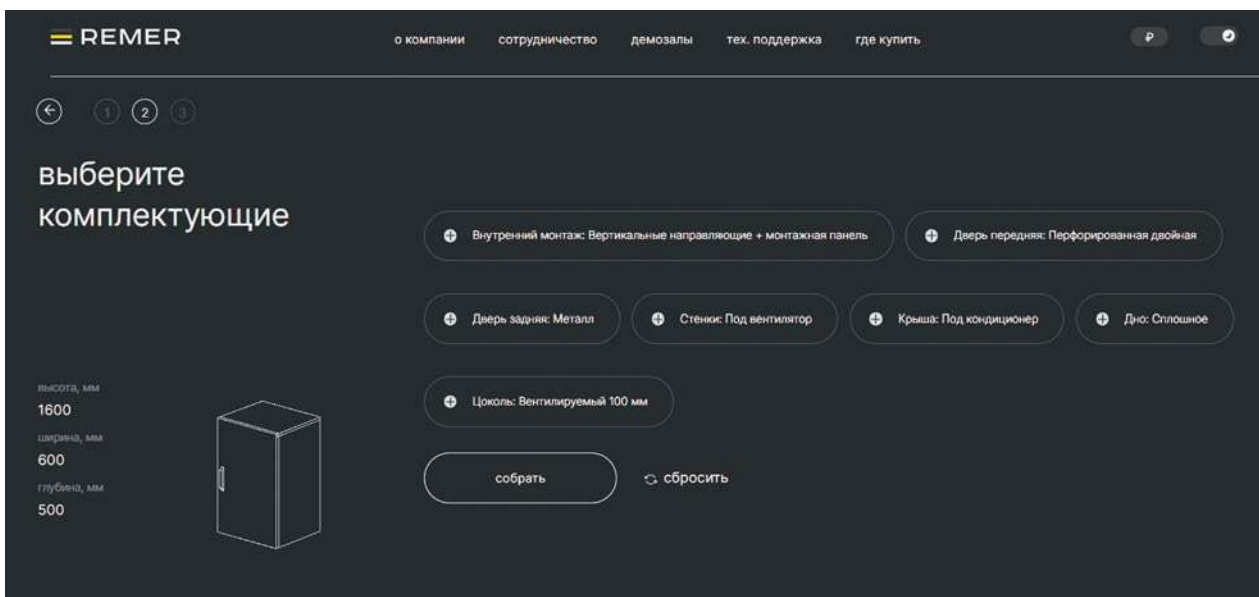 REMER
о компании сотрудничество демозалы тех. поддержка где купить ₽
1 2 3
выберите
комплектующие
Внутренний монтаж: Вертикальные направляющие + монтажная панель Дверь передняя: Перфорированная двойная
Дверь задняя: Металл Стенки: Под вентилятор Крыша: Под кондиционер Дно: Сплошное
высота, мм
1600
ширина, мм
600
глубина, мм
500
Цоколь: Вентилируемый 100 мм
собрать сбросить